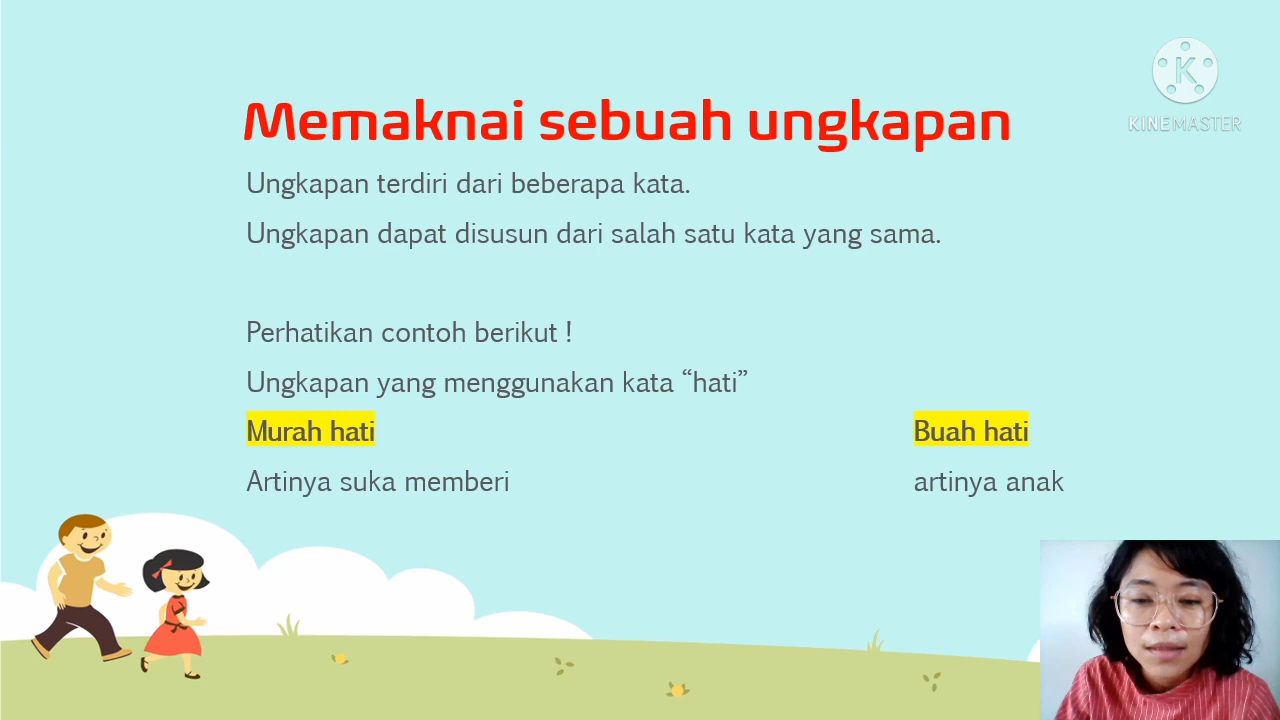 K
KINEMASTER
Memaknai sebuah ungkapan
Ungkapan terdiri dari beberapa kata.
Ungkapan dapat disusun dari salah satu kata yang sama.
Perhatikan contoh berikut !
Ungkapan yang menggunakan kata “hati”
Murah hati
Artinya suka memberi
Buah hati
artinya anak